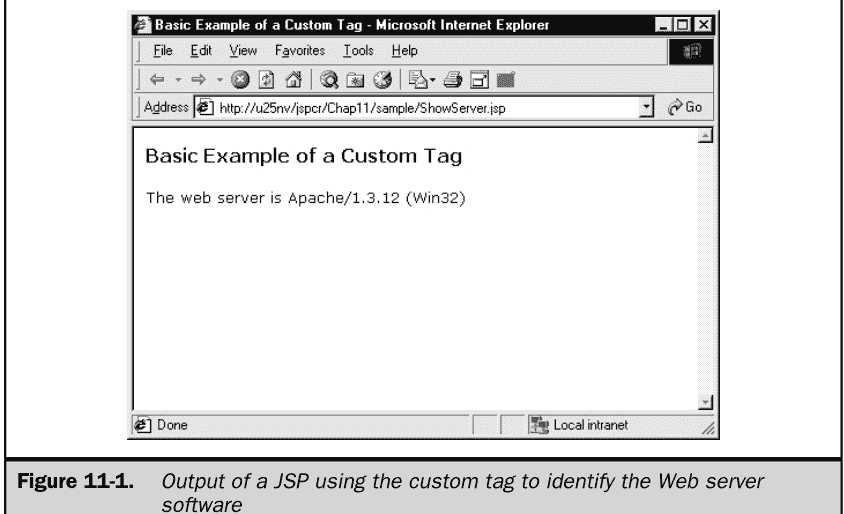 Basic Example of a Custom Tag - Microsoft Internet Explorer
File Edit View Favorites Tools Help
Address http://u25nv/jspcr/Chap11/sample/ShowServer.jsp Go
Basic Example of a Custom Tag
The web server is Apache/1.3.12 (Win32)
Done Local intranet
Figure 11-1. Output of a JSP using the custom tag to identify the Web server
software